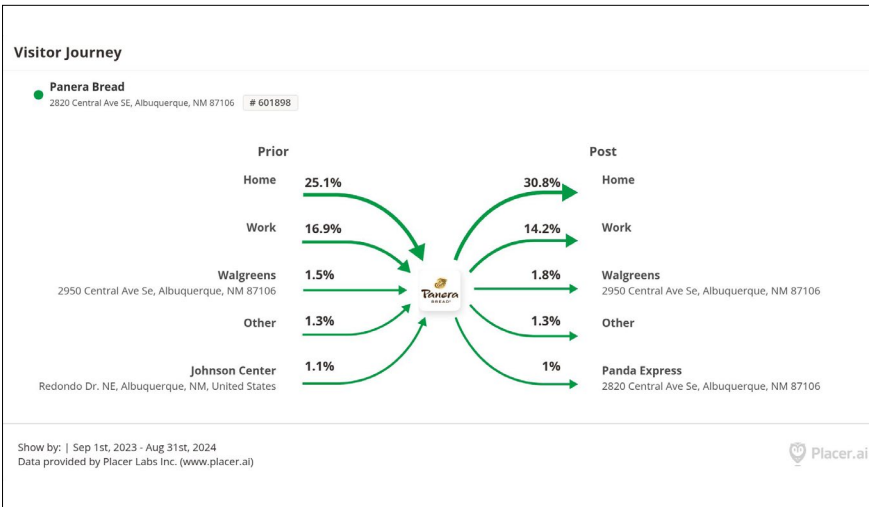 Visitor Journey
Panera Bread
2820 Central Ave SE, Albuquerque, NM 87106 # 601898
Prior
Post
Home 25.1%
30.8% Home
Work 16.9%
14.2% Work
Walgreens 1.5%
2950 Central Ave Se, Albuquerque, NM 87106
1.8% Walgreens
2950 Central Ave Se, Albuquerque, NM 87106
Panera
BREAD
Other 1.3%
1.3% Other
Johnson Center 1.1%
Redondo Dr. NE, Albuquerque, NM, United States
1% Panda Express
2820 Central Ave Se, Albuquerque, NM 87106
Show by: | Sep 1st, 2023 - Aug 31st, 2024
Data provided by Placer Labs Inc. (www.placer.ai)
Placer.ai